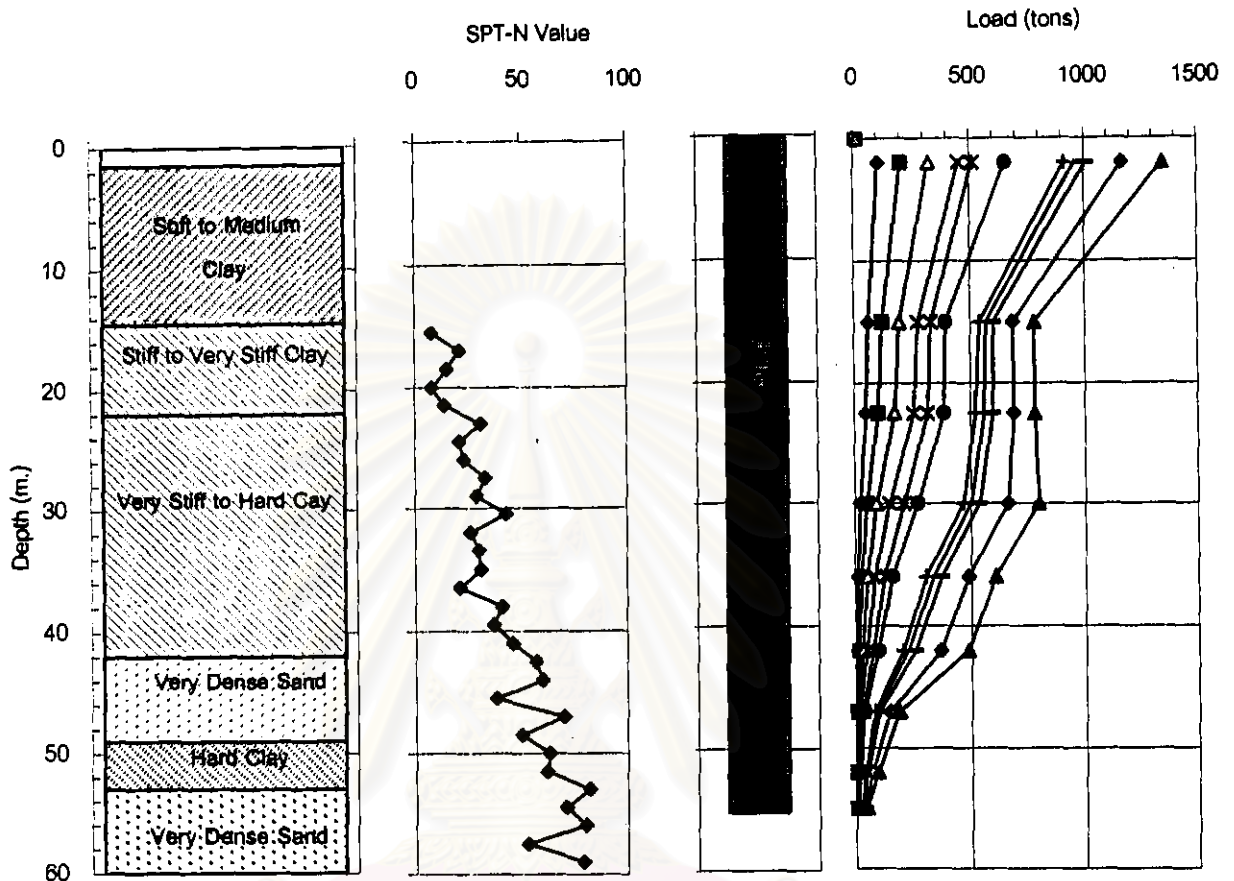 SPT-N Value
Load (tons)
0 50 100
0 500 1000 1500
0
10
20
30
40
50
60
Depth (m.)
Soft to Medium
Clay
Stiff to Very Stiff Clay
Very Stiff to Hard Cay
Very Dense Sand
Hard Clay
Very Dense Sand